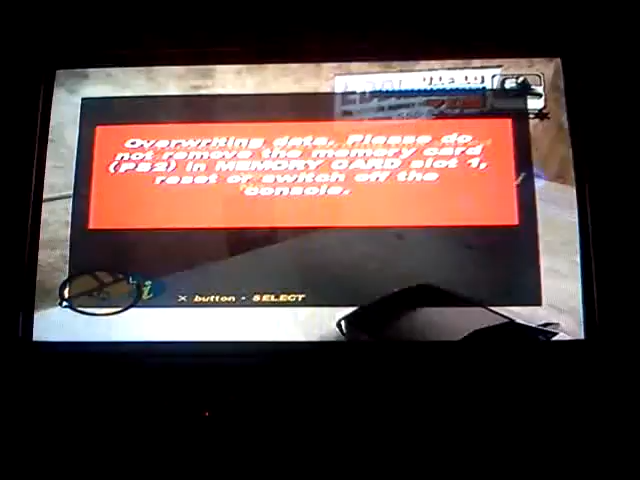 Overwriting data. Please do
not remove the memory card
(PS2) in MEMORY CARD slot 1,
reset or switch off the
console.
X button - SELECT